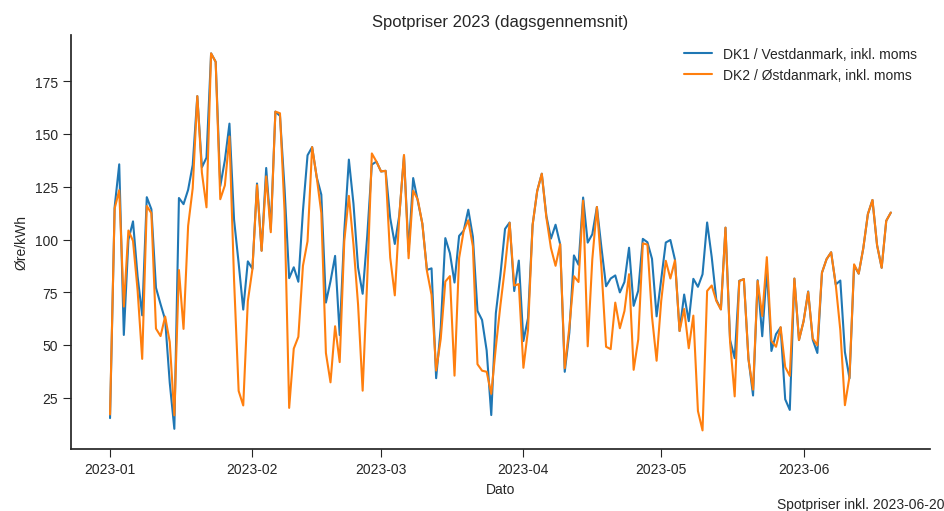 Spotpriser 2023 (dagsgennemsnit)
DK1 / Vestdanmark, inkl. moms
DK2 / Østdanmark, inkl. moms
Øre/kWh
175
150
125
100
75
50
25
2023-01 2023-02 2023-03 2023-04 2023-05 2023-06
Dato
Spotpriser inkl. 2023-06-20